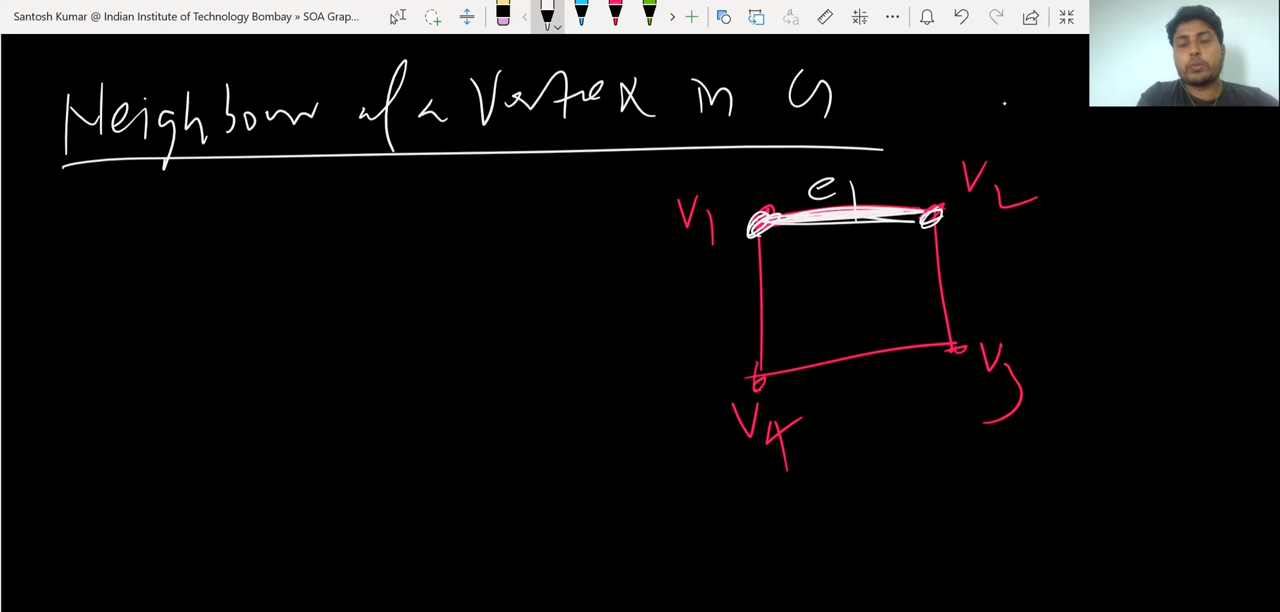 Santosh Kumar @ Indian Institute of Technology Bombay » SOA Grap...
Neighbour of a Vertex in G
e1
V1
V2
V3
V4